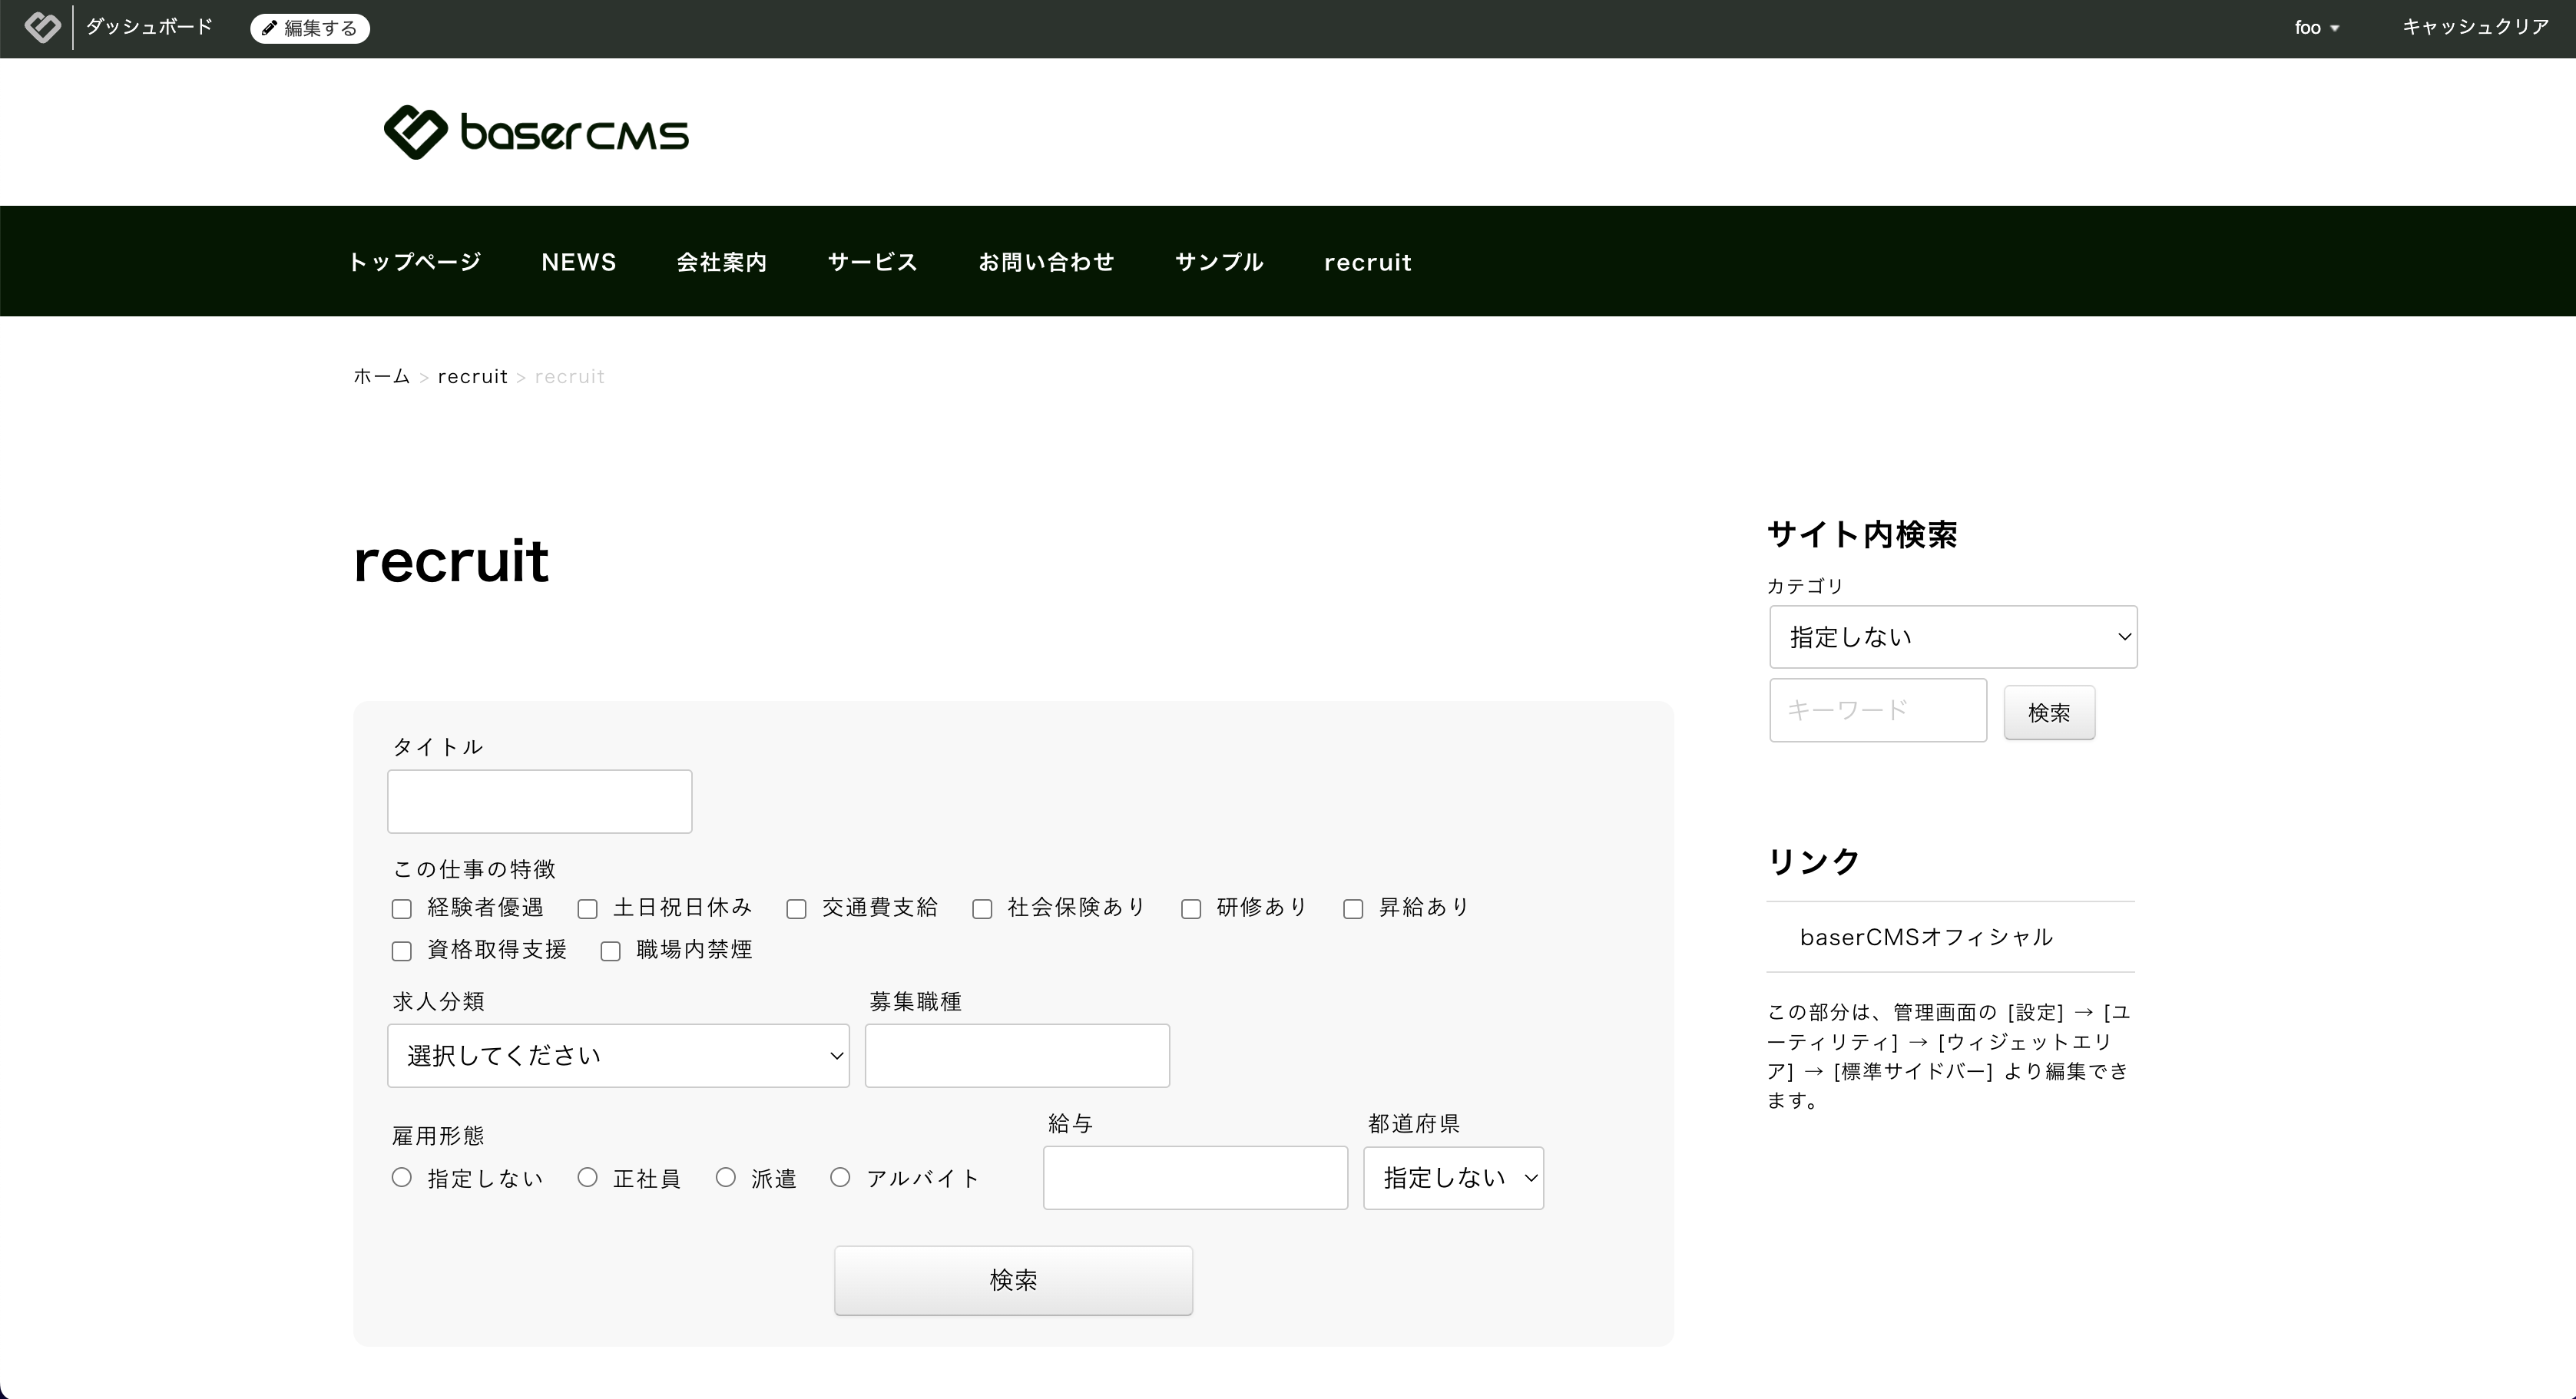 ダッシュボード 編集する foo キャッシュクリア
baserCMS
トップページ NEWS 会社案内 サービス お問い合わせ サンプル recruit
ホーム > recruit > recruit
recruit
タイトル
この仕事の特徴
経験者優遇 土日祝日休み 交通費支給 社会保険あり 研修あり 昇給あり
資格取得支援 職場内禁煙
求人分類 募集職種
選択してください
雇用形態 給与 都道府県
指定しない 正社員 派遣 アルバイト 指定しない
検索
サイト内検索
カテゴリ
指定しない
キーワード 検索
リンク
baserCMSオフィシャル
この部分は、管理画面の [設定] → [ユ
ーティリティ] → [ウィジェットエリ
ア] → [標準サイドバー] より編集でき
ます。